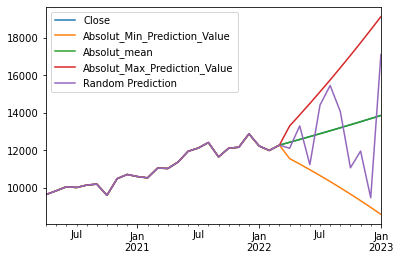 18000
16000
14000
12000
10000
Close
Absolut_Min_Prediction_Value
Absolut_mean
Absolut_Max_Prediction_Value
Random Prediction
Jul
Jan
2021
Jul
Jan
2022
Jul
Jan
2023